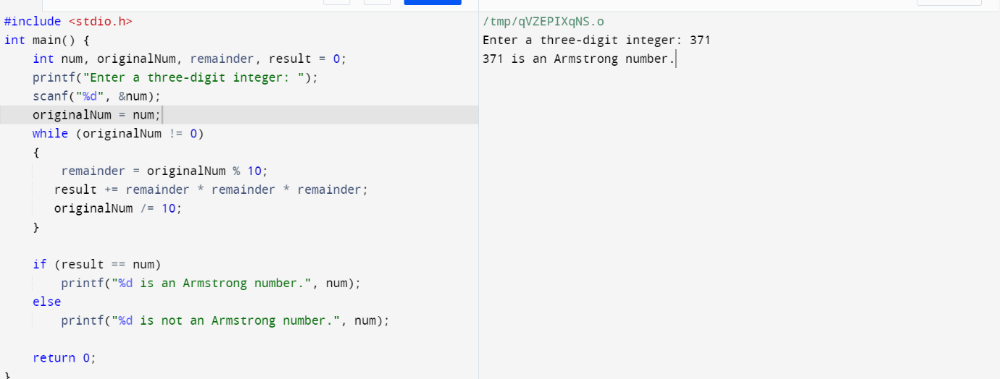 #include <stdio.h>
int main() {
    int num, originalNum, remainder, result = 0;
    printf("Enter a three-digit integer: ");
    scanf("%d", &num);
    originalNum = num;
    while (originalNum != 0)
    {
        remainder = originalNum % 10;
       result += remainder * remainder * remainder;
       originalNum /= 10;
    }

    if (result == num)
        printf("%d is an Armstrong number.", num);
    else
        printf("%d is not an Armstrong number.", num);

    return 0;
}
/tmp/qVZEPIXqNS.o
Enter a three-digit integer: 371
371 is an Armstrong number.